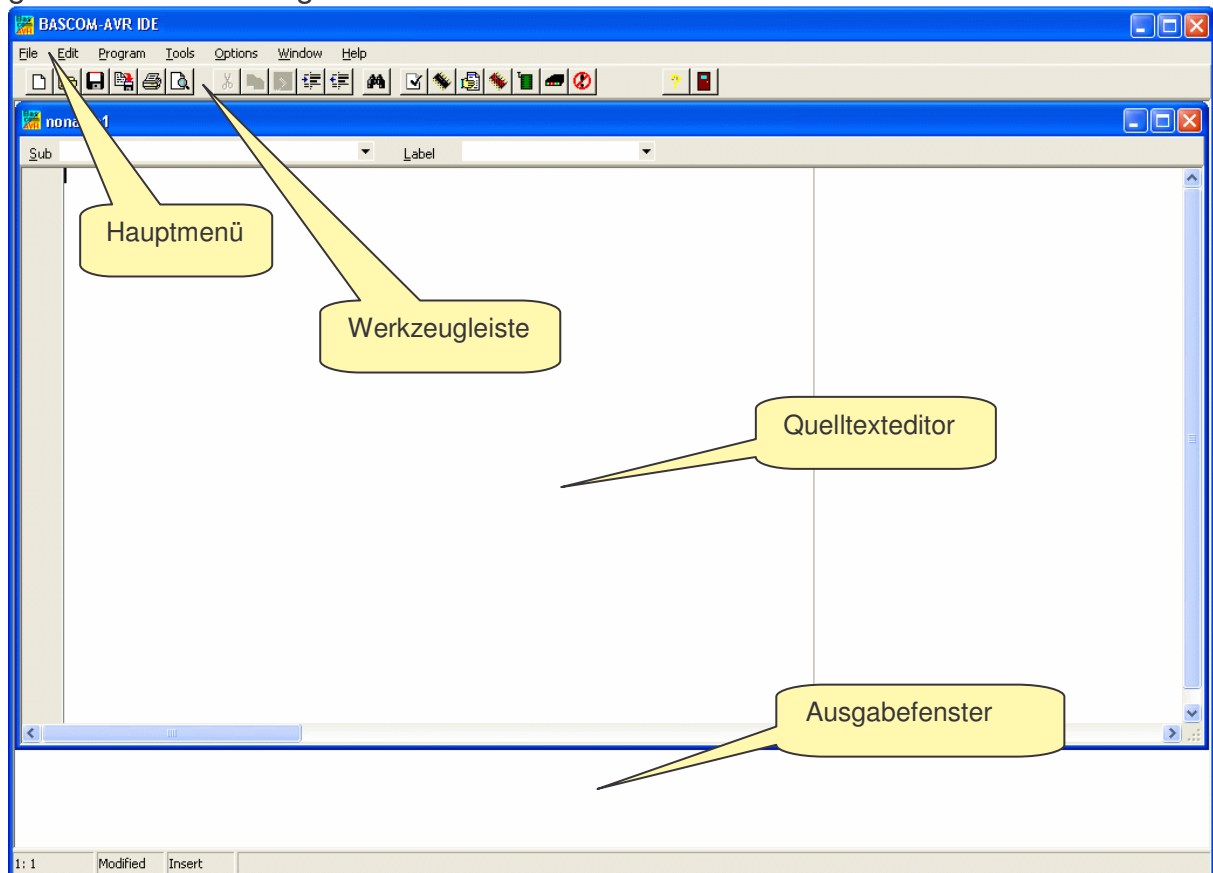 BASCOM-AVR IDE
File Edit Program Tools Options Window Help
Sub Label
Hauptmenü
Werkzeugleiste
Quelltexteditor
Ausgabefenster
1: 1 Modified Insert